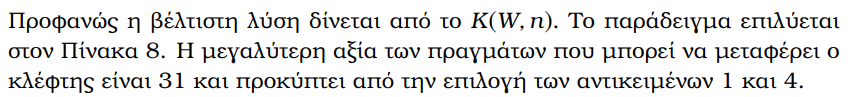 Προφανώς η βέλτιστη λύση δίνεται από το K(W, n). Το παράδειγμα επιλύεται
στον Πίνακα 8. Η μεγαλύτερη αξία των πραγμάτων που μπορεί να μεταφέρει ο
κλέφτης είναι 31 και προκύπτει από την επιλογή των αντικειμένων 1 και 4.